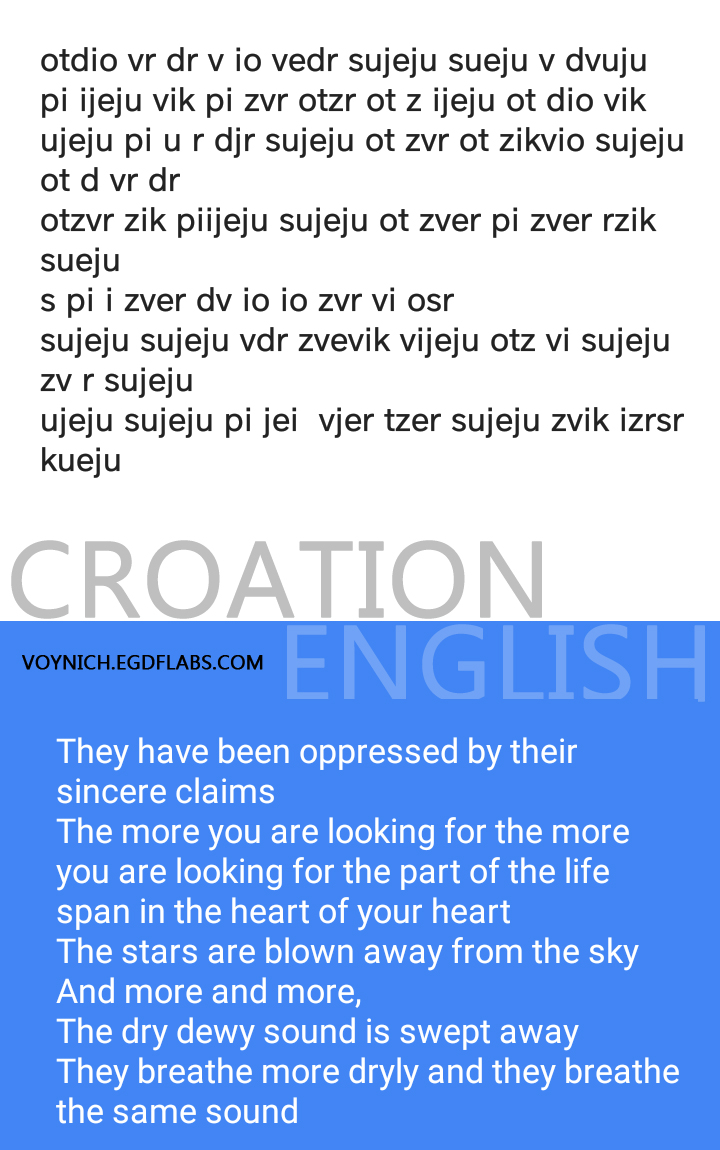 otdio vr dr v io vedr sujeju sueju v dvuju
pi ijeju vik pi zvr otzr ot z ijeju ot dio vik
ujeju pi u r djr sujeju ot zvr ot zikvio sujeju
ot d vr dr
otzvr zik piijeju sujeju ot zver pi zver rzik
sueju
s pi i zver dv io io zvr vi osr
sujeju sujeju vdr zvevik vijeju otz vi sujeju
zv r sujeju
ujeju sujeju pi jei  vjer tzer sujeju zvik izrsr
kueju
CROATION
ENGLISH
VOYNICH.EGDFLABS.COM
They have been oppressed by their
sincere claims
The more you are looking for the more
you are looking for the part of the life
span in the heart of your heart
The stars are blown away from the sky
And more and more,
The dry dewy sound is swept away
They breathe more dryly and they breathe
the same sound